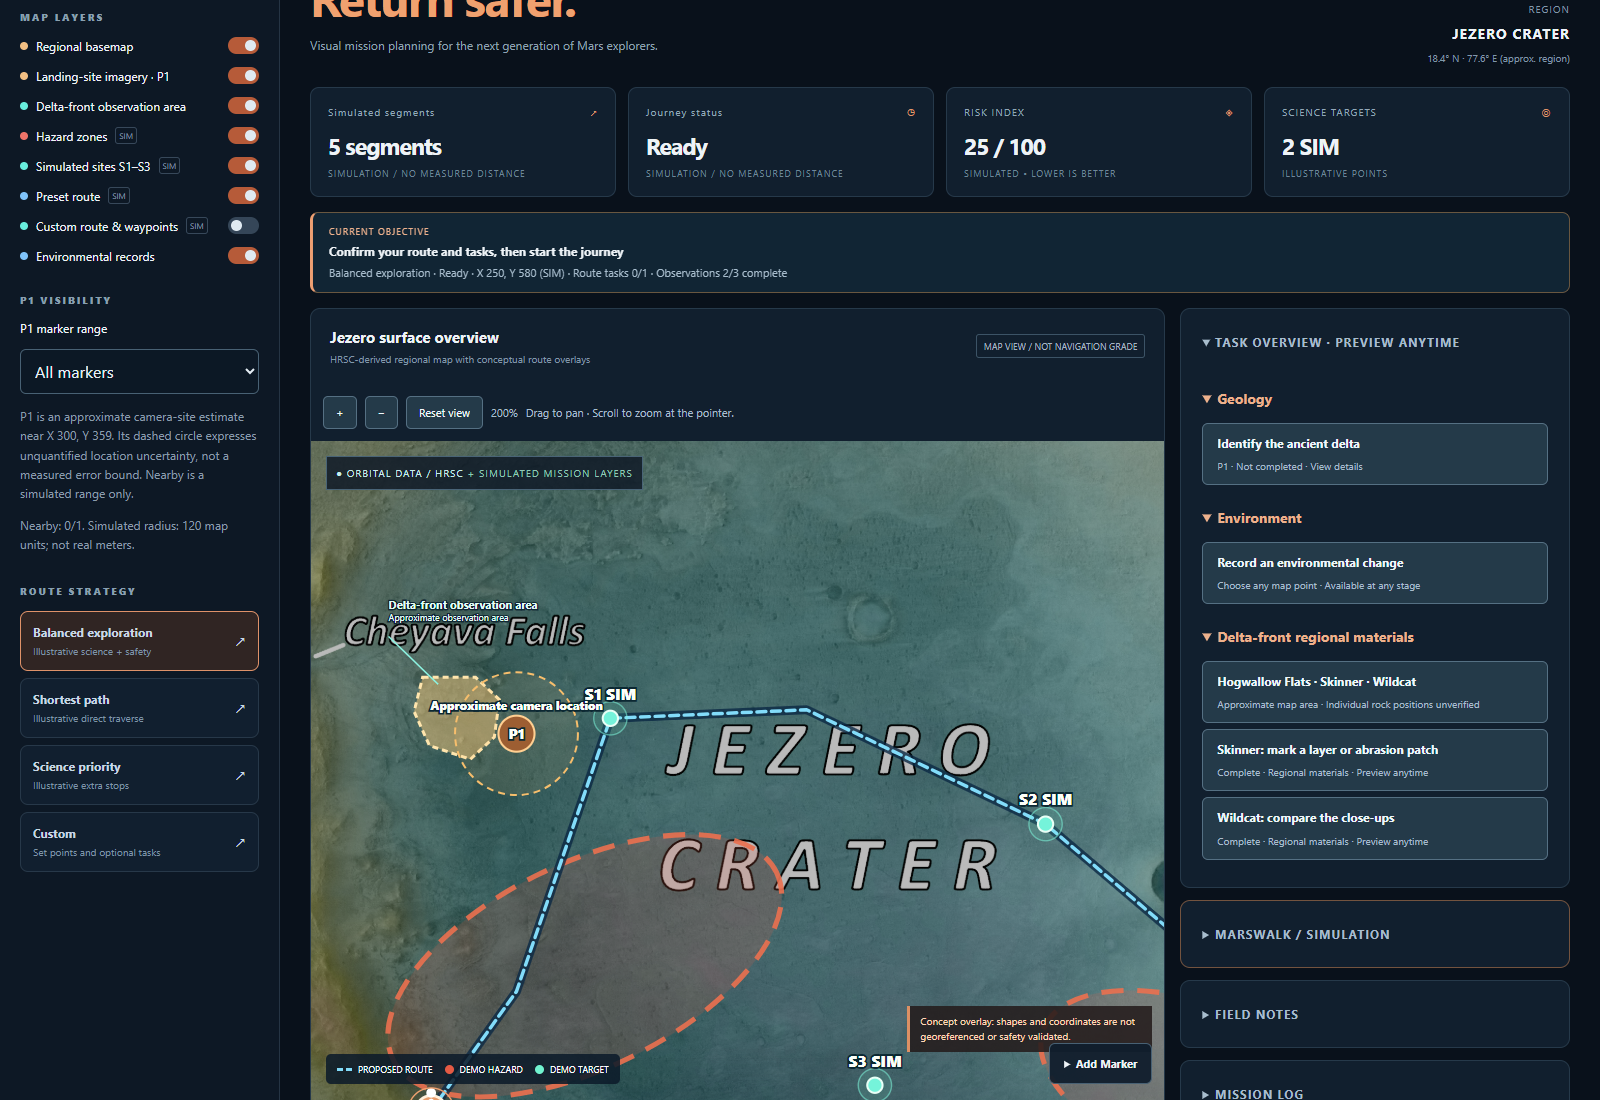 MAP LAYERS
Regional basemap
Landing-site imagery · P1
Delta-front observation area
Hazard zones SIM
Simulated sites S1–S3 SIM
Preset route SIM
Custom route & waypoints SIM
Environmental records
P1 VISIBILITY
P1 marker range
All markers
P1 is an approximate camera-site estimate
near X 300, Y 359. Its dashed circle expresses
unquantified location uncertainty, not a
measured error bound. Nearby is a
simulated range only.
Nearby: 0/1. Simulated radius: 120 map
units; not real meters.
ROUTE STRATEGY
Balanced exploration
Illustrative science + safety
Shortest path
Illustrative direct traverse
Science priority
Illustrative extra stops
Custom
Set points and optional tasks
Return safer.
Visual mission planning for the next generation of Mars explorers.
REGION
JEZERO CRATER
18.4° N · 77.6° E (approx. region)
Simulated segments
5 segments
SIMULATION / NO MEASURED DISTANCE
Journey status
Ready
SIMULATION / NO MEASURED DISTANCE
RISK INDEX
25 / 100
SIMULATED • LOWER IS BETTER
SCIENCE TARGETS
2 SIM
ILLUSTRATIVE POINTS
CURRENT OBJECTIVE
Confirm your route and tasks, then start the journey
Balanced exploration · Ready · X 250, Y 580 (SIM) · Route tasks 0/1 · Observations 2/3 complete
Jezero surface overview
HRSC-derived regional map with conceptual route overlays
MAP VIEW / NOT NAVIGATION GRADE
+ − Reset view 200% Drag to pan · Scroll to zoom at the pointer.
ORBITAL DATA / HRSC + SIMULATED MISSION LAYERS
Delta-front observation area
Approximate observation area
Cheyava Falls
S1 SIM
Approximate camera location
P1
JEZERO
S2 SIM
CRATER
Concept overlay: shapes and coordinates are not
georeferenced or safety validated.
S3 SIM
Add Marker
PROPOSED ROUTE DEMO HAZARD DEMO TARGET
TASK OVERVIEW · PREVIEW ANYTIME
Geology
Identify the ancient delta
P1 · Not completed · View details
Environment
Record an environmental change
Choose any map point · Available at any stage
Delta-front regional materials
Hogwallow Flats · Skinner · Wildcat
Approximate map area · Individual rock positions unverified
Skinner: mark a layer or abrasion patch
Complete · Regional materials · Preview anytime
Wildcat: compare the close-ups
Complete · Regional materials · Preview anytime
MARSWALK / SIMULATION
FIELD NOTES
MISSION LOG